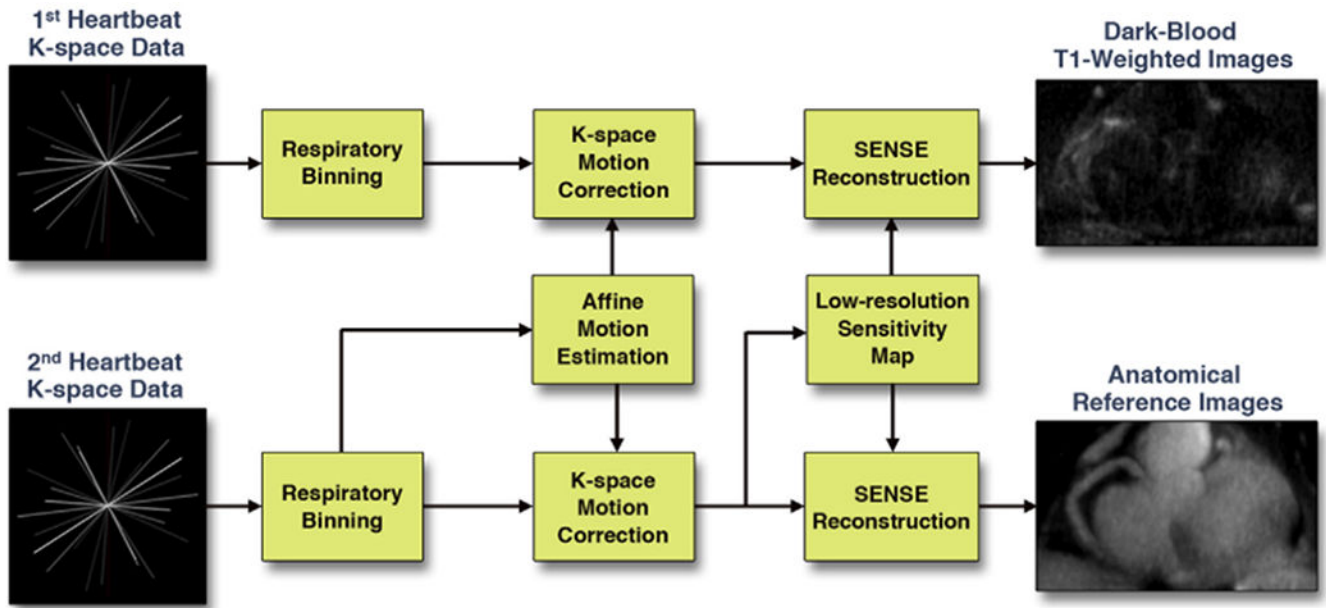 1st Heartbeat
K-space Data
Dark-Blood
T1-Weighted Images
Respiratory
Binning
K-space
Motion
Correction
SENSE
Reconstruction
Affine
Motion
Estimation
Low-resolution
Sensitivity
Map
2nd Heartbeat
K-space Data
Anatomical
Reference Images
Respiratory
Binning
K-space
Motion
Correction
SENSE
Reconstruction